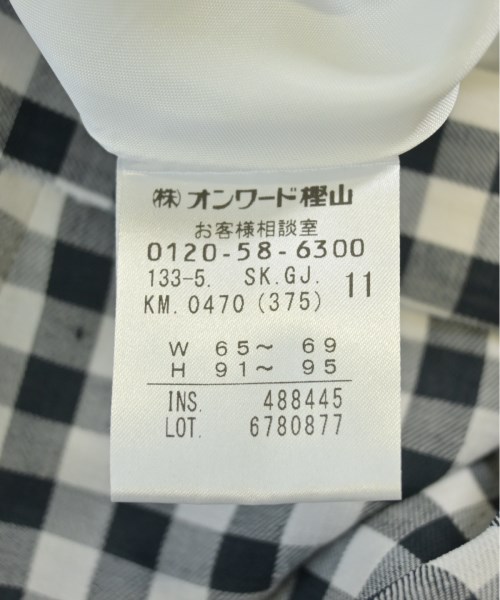 (株)オンワード樫山
お客様相談室
0120-58-6300
133-5. SK.GJ. 11
KM. 0470 (375)
W 65〜 69
H 91〜 95
INS. 488445
LOT. 6780877